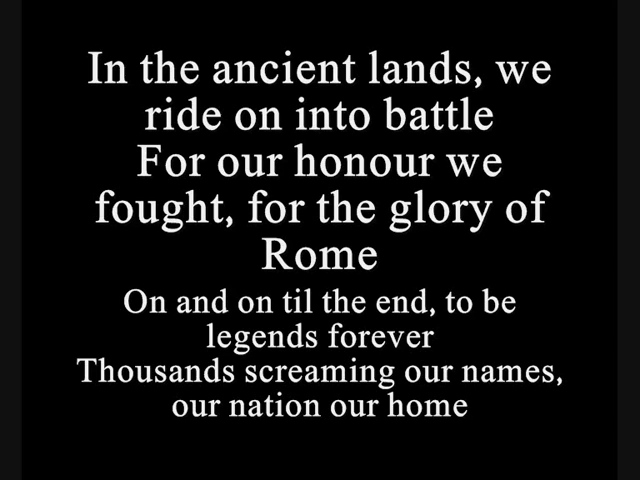 In the ancient lands, we
ride on into battle
For our honour we
fought, for the glory of
Rome
On and on til the end, to be
legends forever
Thousands screaming our names,
our nation our home